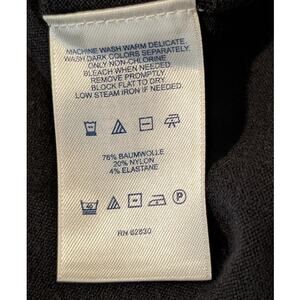 MACHINE WASH WARM DELICATE.
WASH DARK COLORS SEPARATELY.
ONLY NON-CHLORINE
BLEACH WHEN NEEDED.
REMOVE PROMPTLY.
BLOCK FLAT TO DRY.
LOW STEAM IRON IF NEEDED.
76% BAUMWOLLE
20% NYLON
4% ELASTANE
40 P
RN 62830